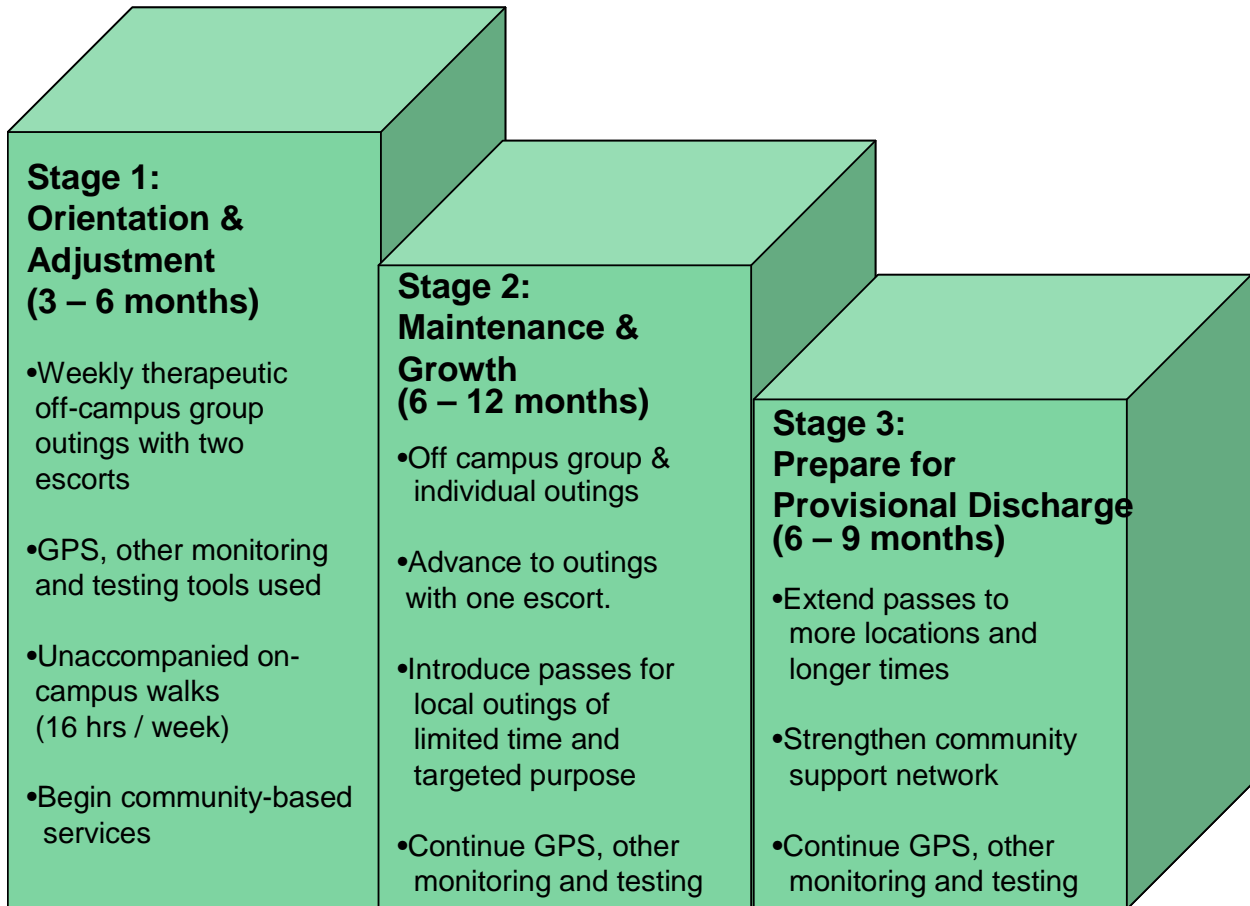 Stage 1:
Orientation &
Adjustment
(3 – 6 months)
•Weekly therapeutic
off-campus group
outings with two
escorts
•GPS, other monitoring
and testing tools used
•Unaccompanied on-
campus walks
(16 hrs / week)
•Begin community-based
services
Stage 2:
Maintenance &
Growth
(6 – 12 months)
•Off campus group &
individual outings
•Advance to outings
with one escort.
•Introduce passes for
local outings of
limited time and
targeted purpose
•Continue GPS, other
monitoring and testing
Stage 3:
Prepare for
Provisional Discharge
(6 – 9 months)
•Extend passes to
more locations and
longer times
•Strengthen community
support network
•Continue GPS, other
monitoring and testing